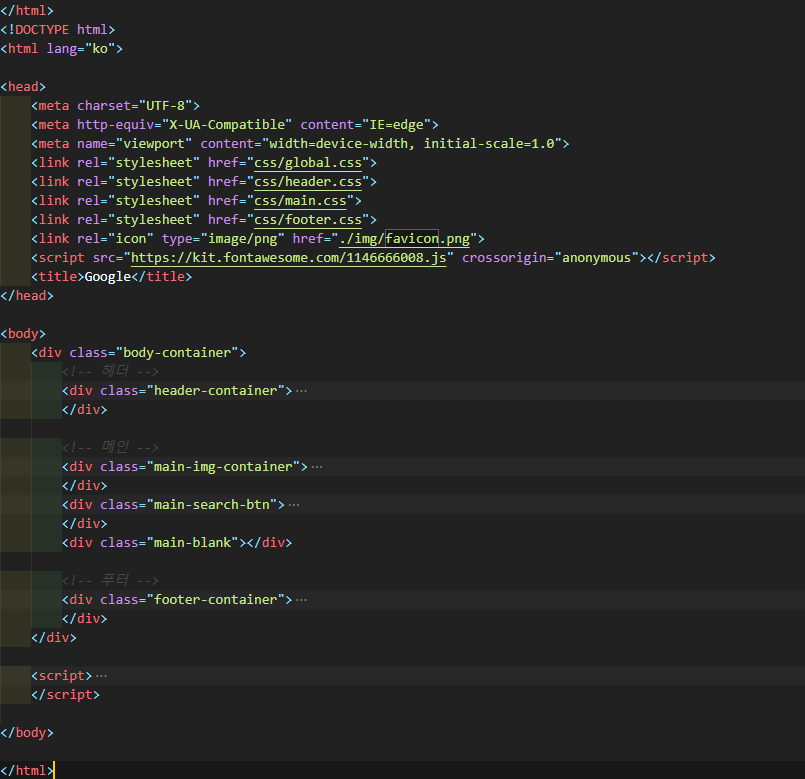 </html>
<!DOCTYPE html>
<html lang="ko">
<head>
<meta charset="UTF-8">
<meta http-equiv="X-UA-Compatible" content="IE=edge">
<meta name="viewport" content="width=device-width, initial-scale=1.0">
<link rel="stylesheet" href="css/global.css">
<link rel="stylesheet" href="css/header.css">
<link rel="stylesheet" href="css/main.css">
<link rel="stylesheet" href="css/footer.css">
<link rel="icon" type="image/png" href="./img/favicon.png">
<script src="https://kit.fontawesome.com/1146666008.js" crossorigin="anonymous"></script>
<title>Google</title>
</head>
<body>
<div class="body-container">
<!-- 헤더 -->
<div class="header-container">…
</div>
<!-- 메인 -->
<div class="main-img-container">…
</div>
<div class="main-search-btn">…
</div>
<div class="main-blank"></div>
<!-- 푸터 -->
<div class="footer-container">…
</div>
</div>
<script>…
</script>
</body>
</html>